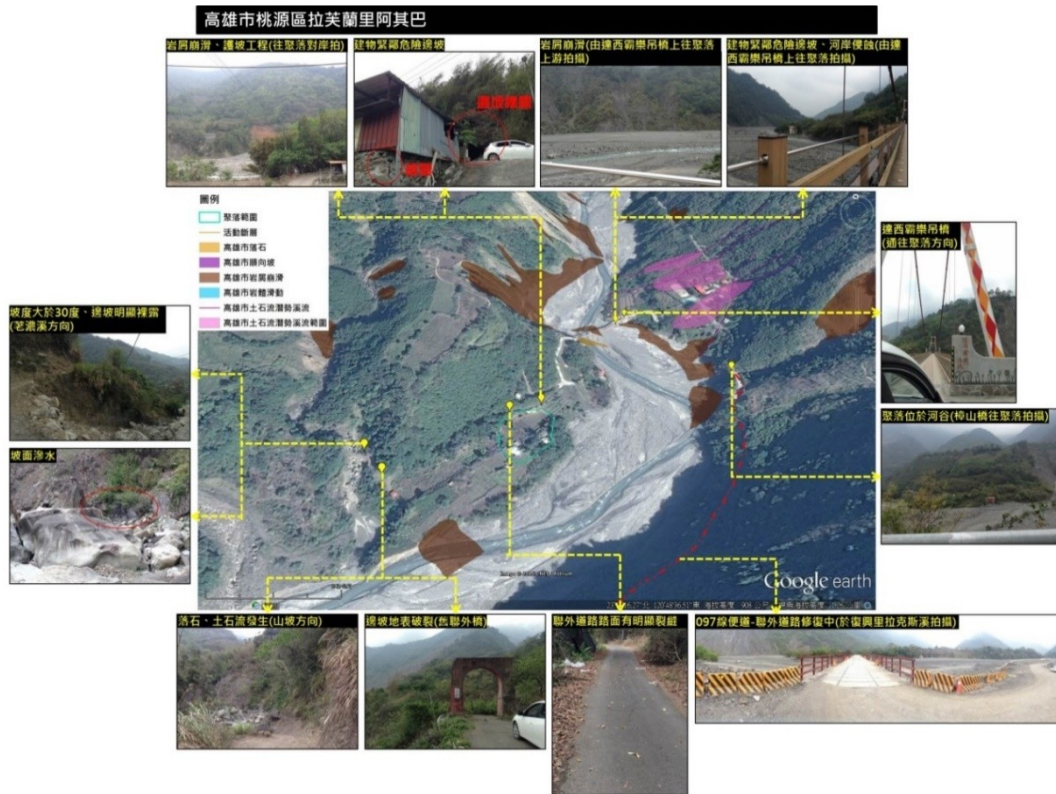 高雄市桃源區拉芙蘭里阿其巴
岩屑崩滑、護坡工程(往聚落對岸拍)
建物緊鄰危險邊坡
岩屑崩滑(由達西霸樂吊橋上往聚落
上游拍攝)
建物緊鄰危險邊坡、河岸侵蝕(由達
西霸樂吊橋上往聚落拍攝)
圖例
聚落範圍
活動斷層
高雄市落石
高雄市順向坡
高雄市岩屑崩滑
高雄市岩體滑動
高雄市土石流潛勢溪流
高雄市土石流潛勢溪流範圍
達西霸樂吊橋
(通往聚落方向)
坡度大於30度、邊坡明顯裸露
(荖濃溪方向)
聚落位於河谷(樟山橋往聚落拍攝)
坡面滲水
Google earth
落石、土石流發生(山坡方向)
邊坡地表破裂(舊聯外橋)
聯外道路路面有明顯裂縫
097線便道-聯外道路修復中(於復興里拉克斯溪拍攝)